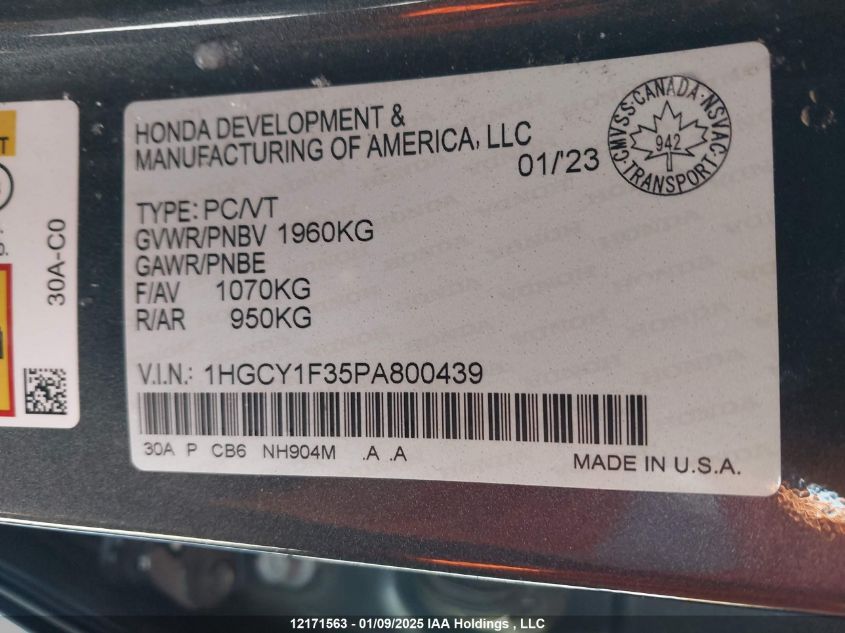 HONDA DEVELOPMENT &
MANUFACTURING OF AMERICA, LLC
01/'23
CMVSS·CANADA·NSVAC·TRANSPORT
942
TYPE: PC/VT
GVWR/PNBV 1960KG
GAWR/PNBE
F/AV 1070KG
R/AR 950KG
V.I.N.: 1HGCY1F35PA800439
30A P CB6 NH904M .A .A
MADE IN U.S.A.
30A-C0
12171563 - 01/09/2025 IAA Holdings , LLC